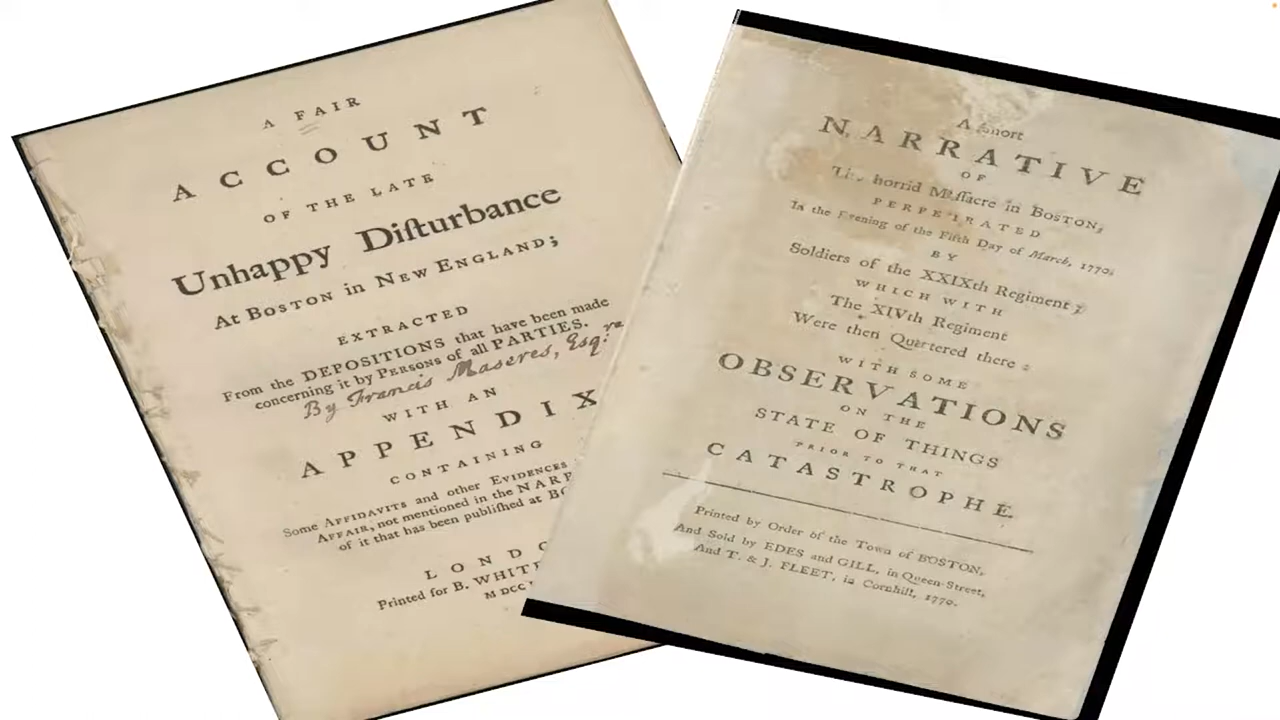 A FAIR
ACCOUNT
OF THE LATE
Unhappy Diſturbance
At BOSTON in NEW ENGLAND;
EXTRACTED
From the DEPOSITIONS that have been made
concerning it by PERSONS of all PARTIES.
By Francis Maseres, Esq:re
WITH AN
APPENDIX
CONTAINING
Some AFFIDAVITS and other EVIDENCES
AFFAIR, not mentioned in the NARR
of it that has been publiſhed at BO
LONDO
Printed for B. WHITE
MDCC
A Short
NARRATIVE
OF
The horrid Maſſacre in BOSTON,
PERPETRATED
In the Evening of the Fifth Day of March, 1770.
BY
Soldiers of the XXIXth Regiment;
WHICH WITH
The XIVth Regiment
Were then Quartered there:
WITH SOME
OBSERVATIONS
ON THE
STATE OF THINGS
PRIOR TO THAT
CATASTROPHE.
Printed by Order of the Town of BOSTON,
And Sold by EDES and GILL, in Queen-Street,
And T. & J. FLEET, in Cornhill, 1770.